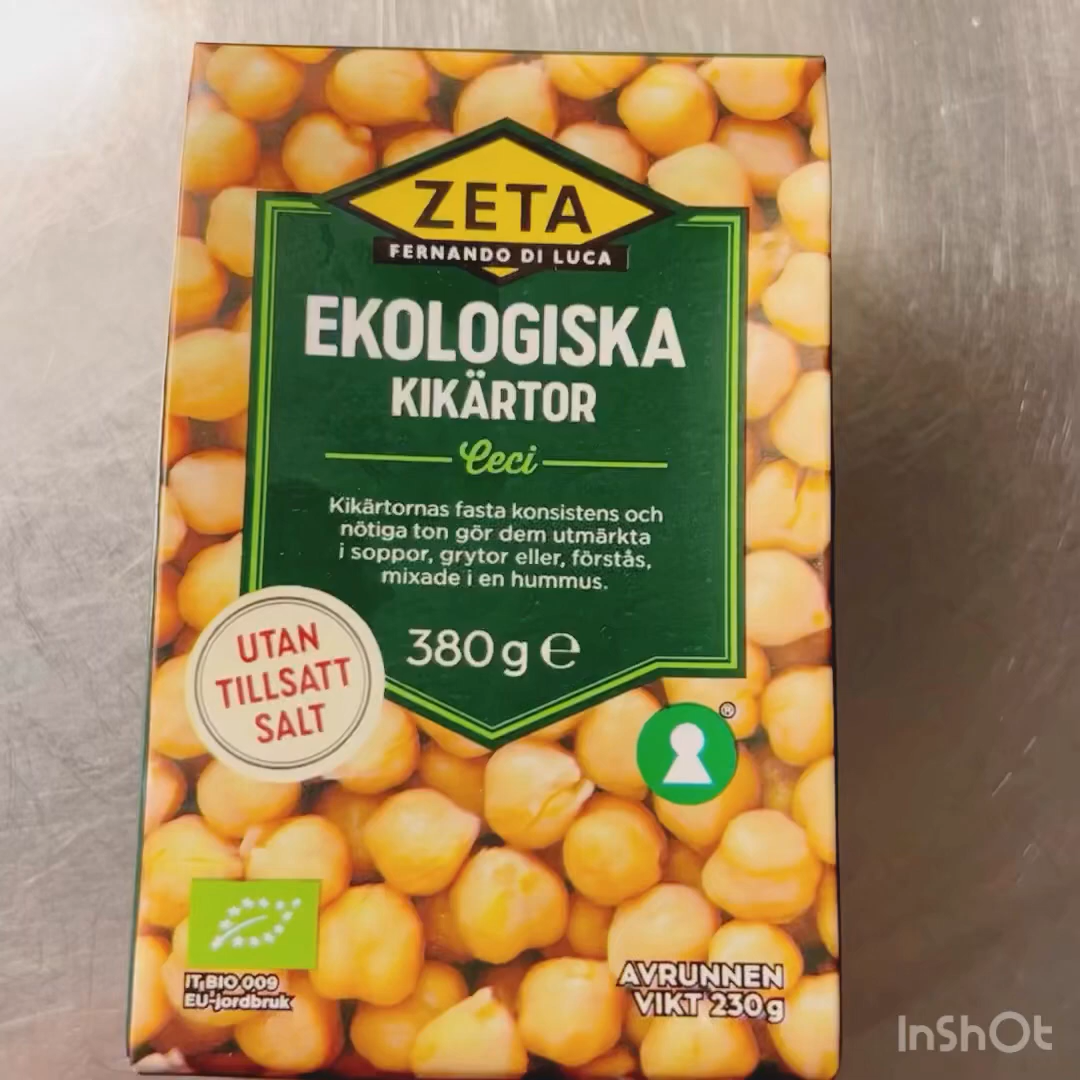 ZETA
FERNANDO DI LUCA
EKOLOGISKA
KIKÄRTOR
Ceci
Kikärtornas fasta konsistens och
nötiga ton gör dem utmärkta
i soppor, grytor eller, förstås,
mixade i en hummus.
380 g ℮
UTAN
TILLSATT
SALT
®
IT BIO 009
EU-jordbruk
AVRUNNEN
VIKT 230 g
InShOt